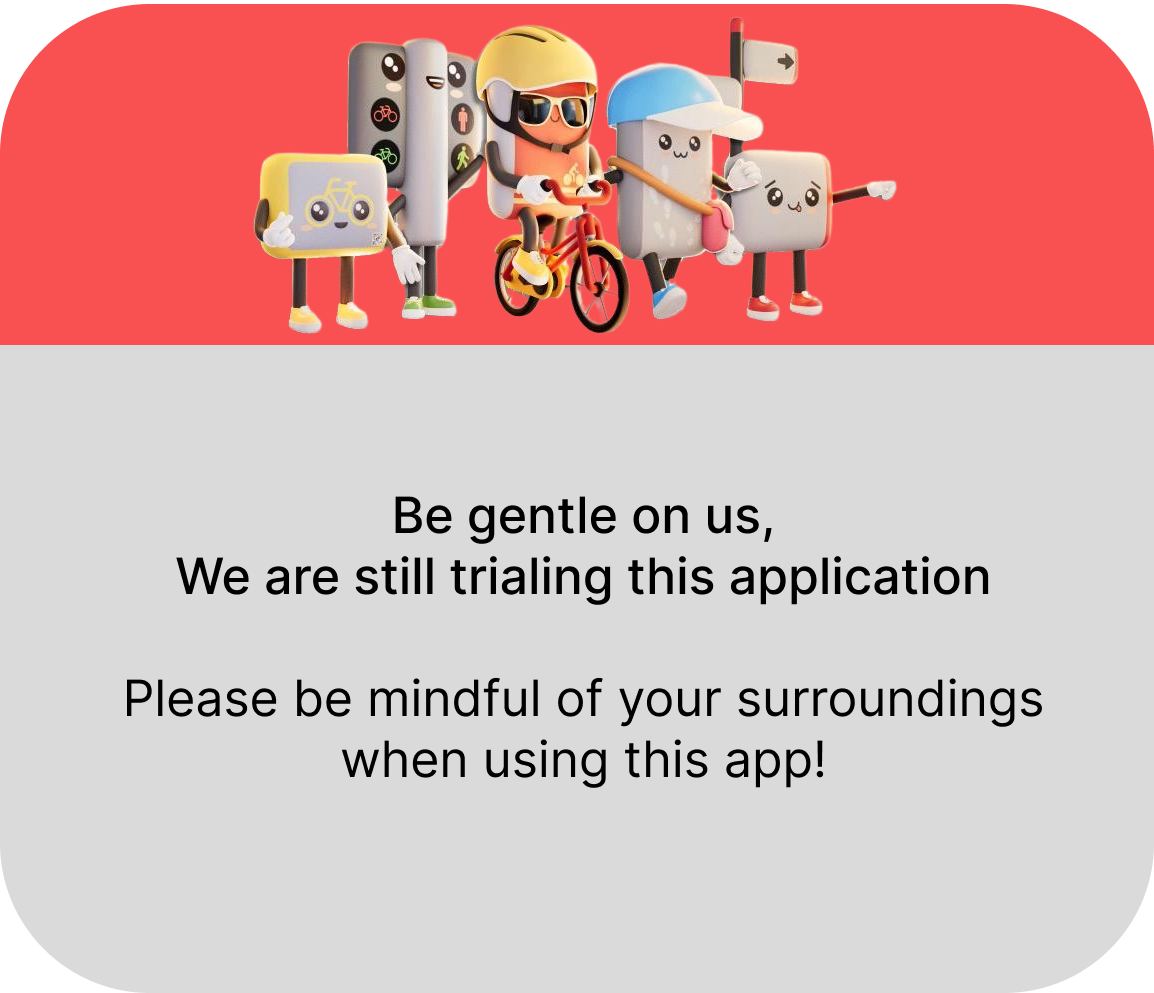 Be gentle on us,
We are still trialing this application
Please be mindful of your surroundings
when using this app!